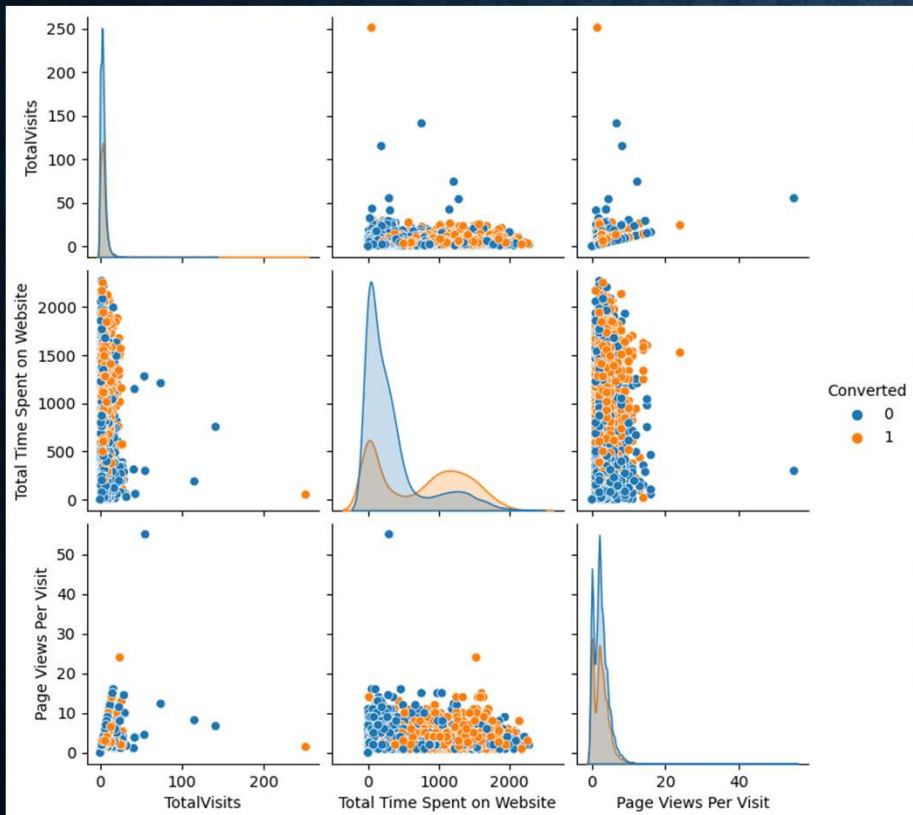 250
200
150
100
50
0
TotalVisits
2000
1500
1000
500
0
Total Time Spent on Website
Converted
0
1
50
40
30
20
10
0
Page Views Per Visit
0 100 200
0 1000 2000
0 20 40
TotalVisits
Total Time Spent on Website
Page Views Per Visit